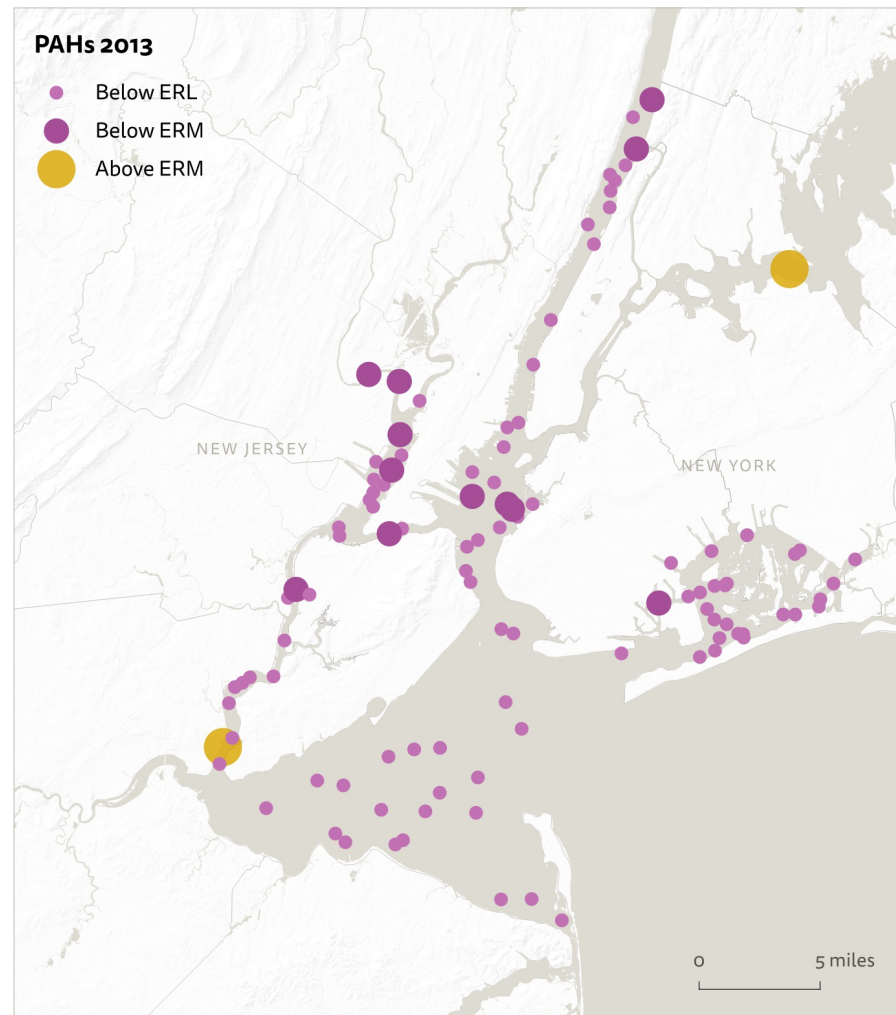 PAHs 2013
Below ERL
Below ERM
Above ERM
NEW JERSEY
NEW YORK
0 5 miles